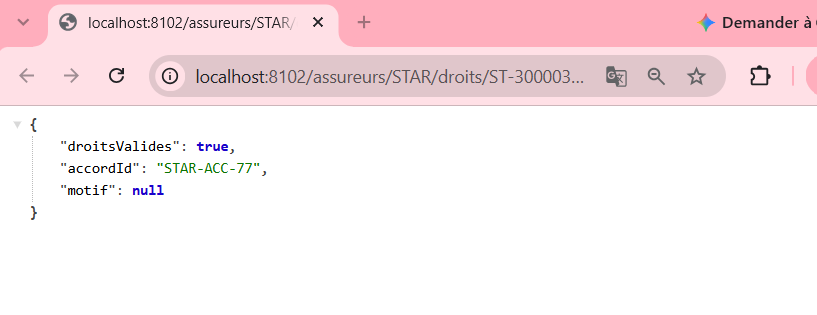 localhost:8102/assureurs/STAR/
Demander à
localhost:8102/assureurs/STAR/droits/ST-300003...
{
"droitsValides": true,
"accordId": "STAR-ACC-77",
"motif": null
}